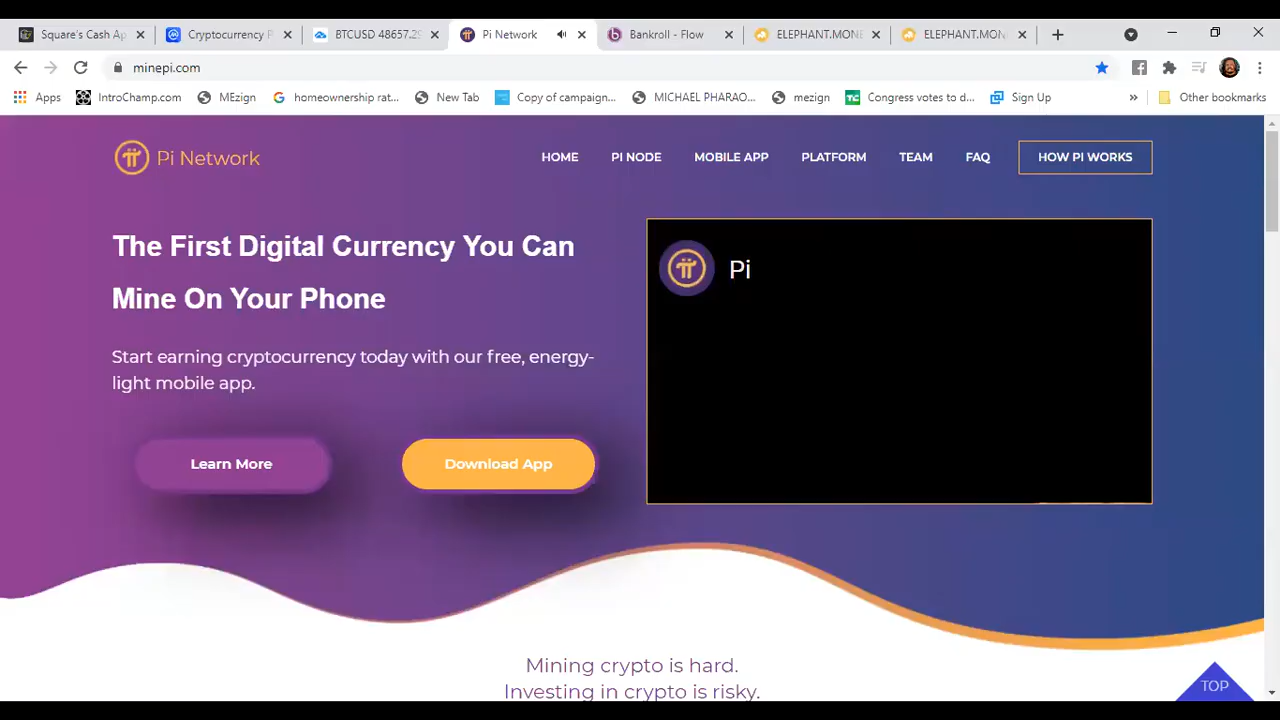 Square's Cash Ap
Cryptocurrency P
BTCUSD 48657.25
Pi Network
Bankroll - Flow
ELEPHANT.MONE
ELEPHANT.MON
minepi.com
Apps
IntroChamp.com
MEzign
homeownership rat...
New Tab
Copy of campaign...
MICHAEL PHARAO...
mezign
Congress votes to d...
Sign Up
Other bookmarks
Pi Network
HOME
PI NODE
MOBILE APP
PLATFORM
TEAM
FAQ
HOW PI WORKS
The First Digital Currency You Can
Mine On Your Phone
Start earning cryptocurrency today with our free, energy-
light mobile app.
Learn More
Download App
Pi
Mining crypto is hard.
Investing in crypto is risky.
TOP